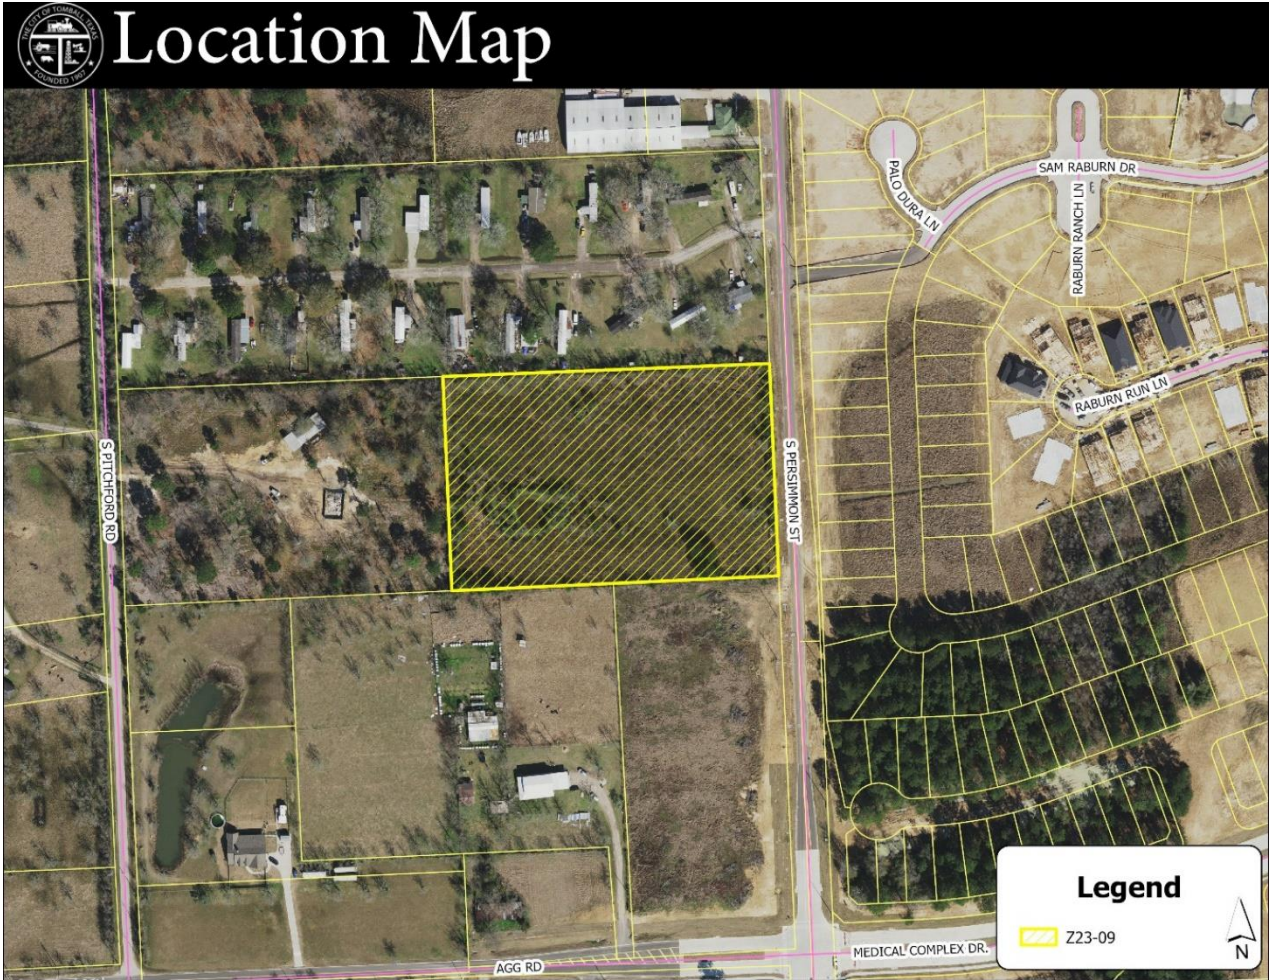 THE CITY OF TOMBALL, TEXAS
FOUNDED 1907
Location Map
PALO DURA LN
SAM RABURN DR
RABURN RANCH LN
RABURN RUN LN
S PITCHFORD RD
S PERSIMMON ST
Legend
Z23-09
N
MEDICAL COMPLEX DR.
AGG RD